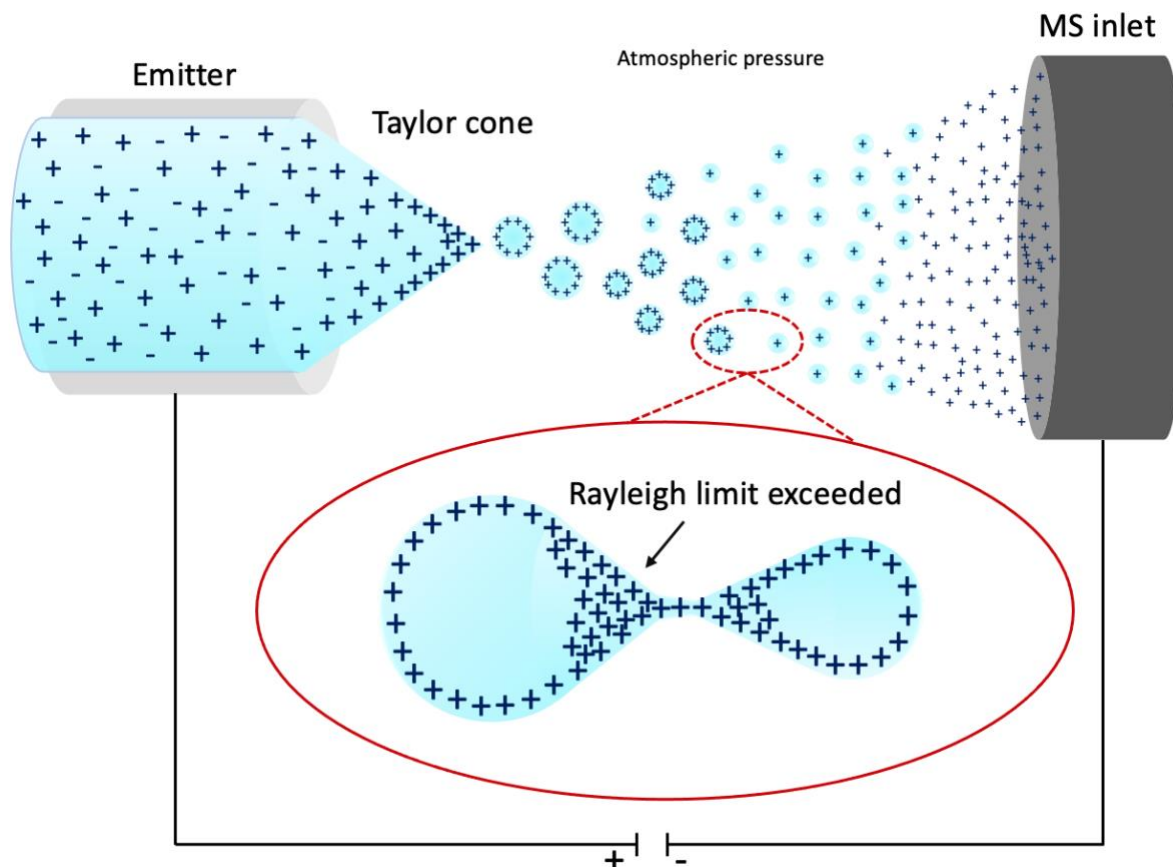 MS inlet
Atmospheric pressure
Emitter
Taylor cone
Rayleigh limit exceeded
+ -